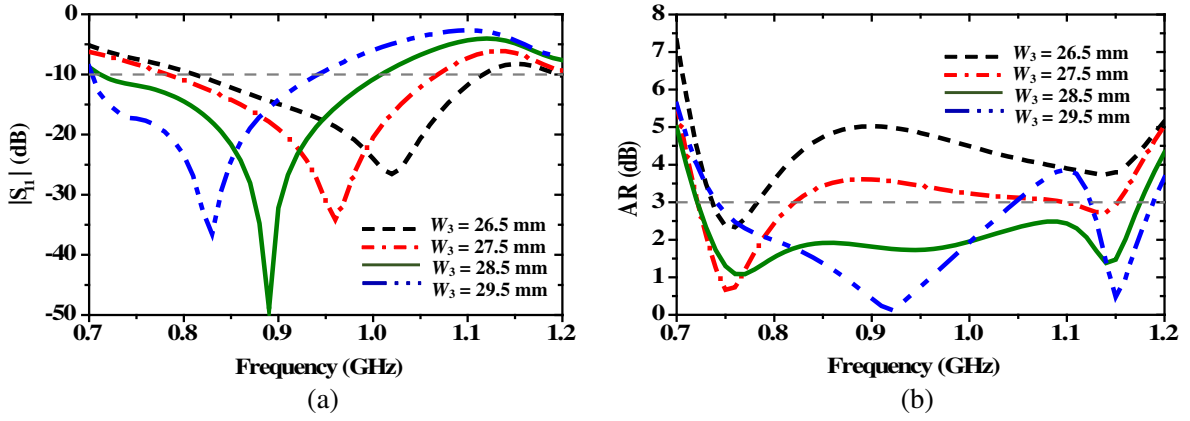 |S11| (dB)
0
-10
-20
-30
-40
-50
W3 = 26.5 mm
W3 = 27.5 mm
W3 = 28.5 mm
W3 = 29.5 mm
0.7 0.8 0.9 1.0 1.1 1.2
Frequency (GHz)
(a)
AR (dB)
8
7
6
5
4
3
2
1
0
W3 = 26.5 mm
W3 = 27.5 mm
W3 = 28.5 mm
W3 = 29.5 mm
0.7 0.8 0.9 1.0 1.1 1.2
Frequency (GHz)
(b)